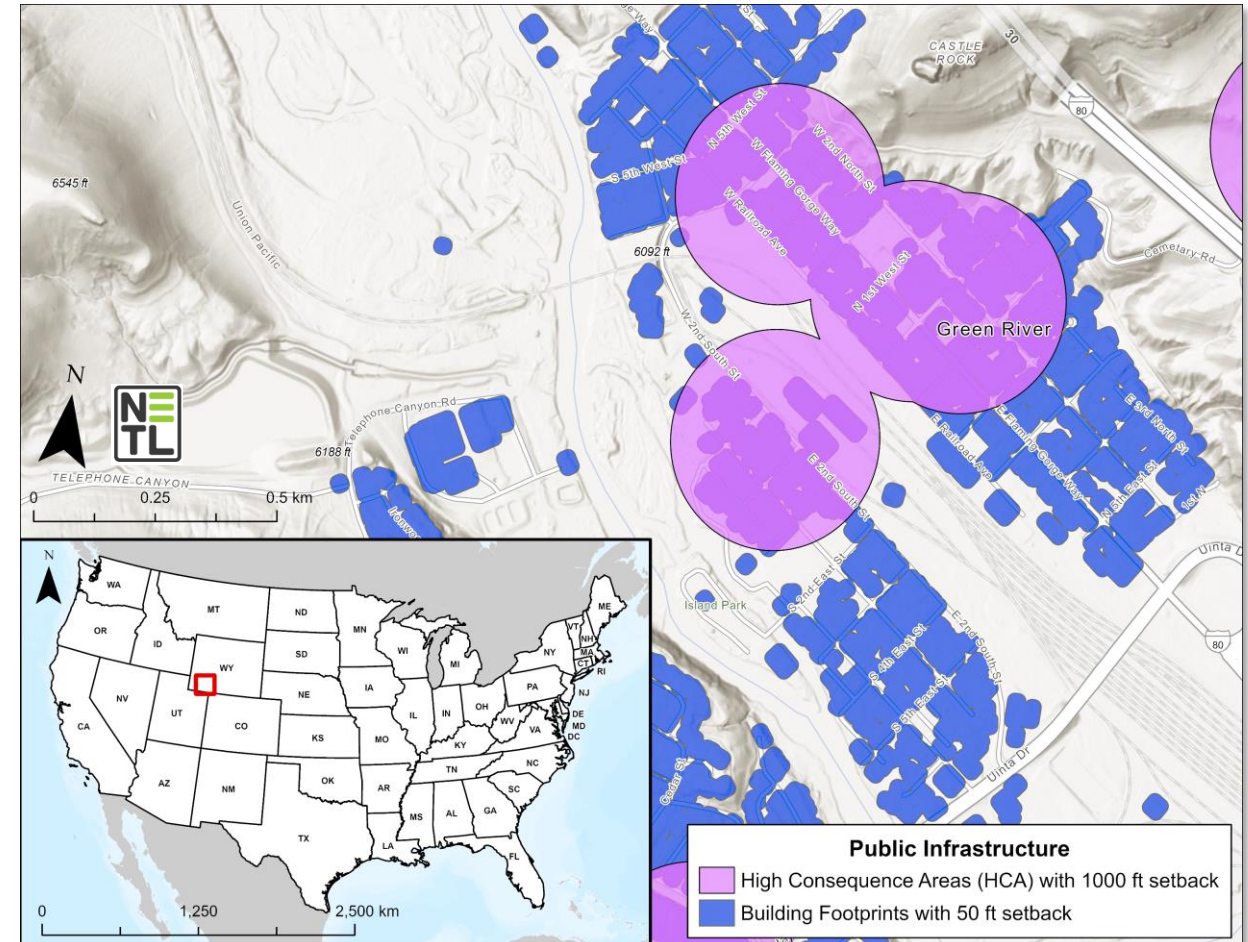 ge Way
St
CASTLE
ROCK
30
80
N 5th West St
W 2nd North St
W Flaming Gorge Way
S 5th West St
W Railroad Ave
6545 ft
Union Pacific
6092 ft
Cemetary Rd
N 1st West St
Green River
W 2nd South St
N
NETL
Telephone Canyon Rd
6188 ft
TELEPHONE CANYON
0 0.25 0.5 km
Ironwo
E Railroad Ave
E Flaming Gorge Way
E 3rd North St
N 5th East St
1st N
E 2nd South St
Uinta D
80
Island Park
S 2nd East St
E 2nd South St
S 4th East St
S 5th East St
Uinta Dr
Cedar St
N
WA
MT
ND
MN
ME
OR
ID
SD
WI
MI
VT
NH
NY
MA
CT
RI
WY
NE
IA
PA
NJ
NV
UT
CO
IL
IN
OH
DE
MD
DC
WV
VA
CA
KS
MO
KY
NC
AZ
NM
OK
AR
TN
SC
MS
AL
GA
TX
LA
FL
0 1,250 2,500 km
Public Infrastructure
High Consequence Areas (HCA) with 1000 ft setback
Building Footprints with 50 ft setback